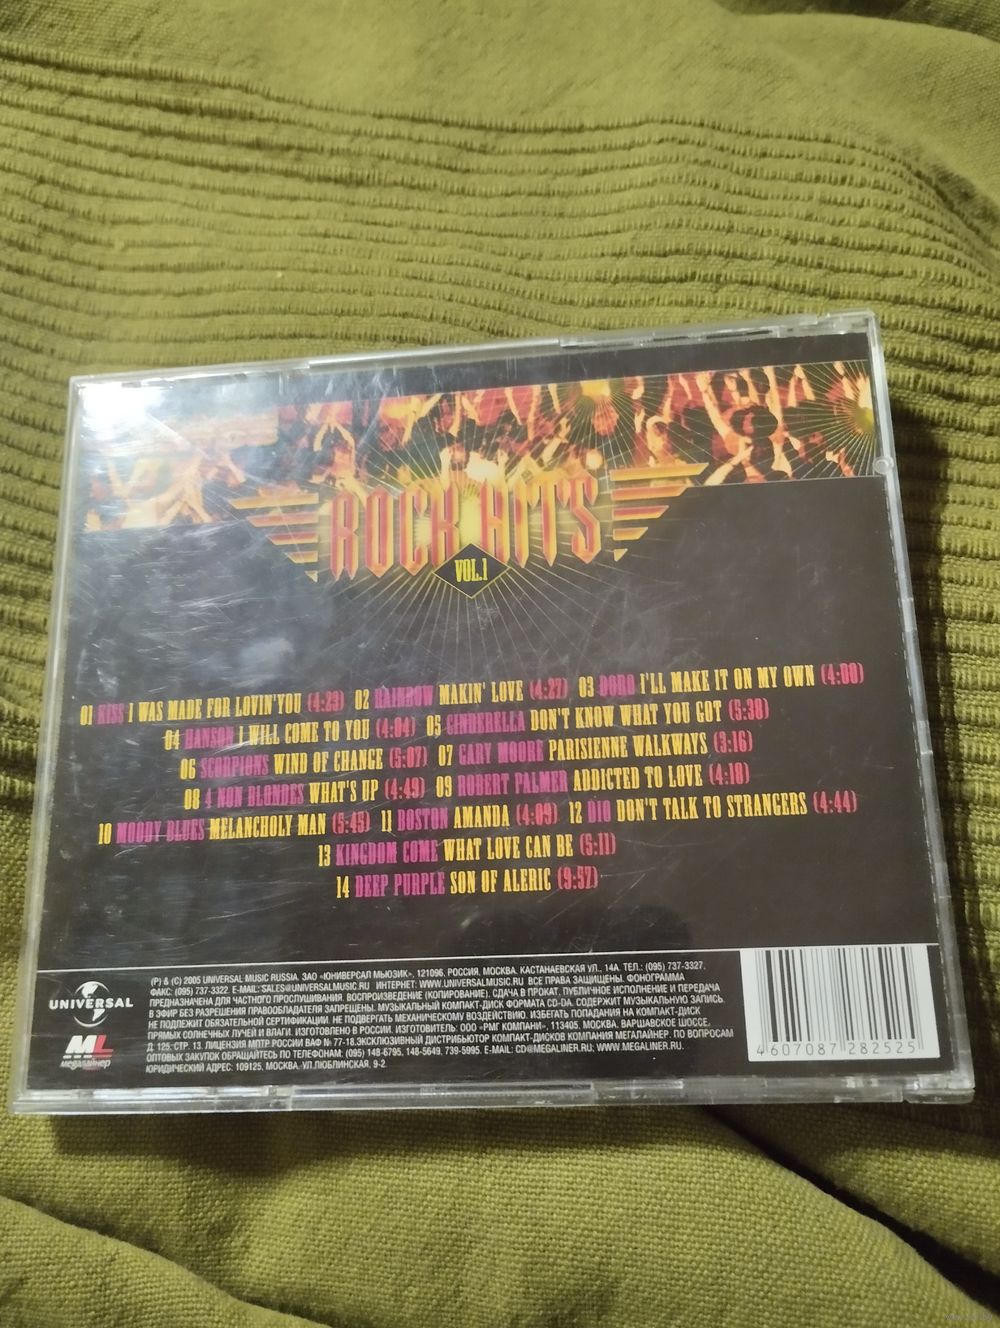 ROCK HITS
VOL.1
01 KISS I WAS MADE FOR LOVIN'YOU (4:23) 02 RAINBOW MAKIN' LOVE (4:27) 03 DORO I'LL MAKE IT ON MY OWN (4:00)
04 HANSON I WILL COME TO YOU (4:04) 05 CINDERELLA DON'T KNOW WHAT YOU GOT (5:38)
06 SCORPIONS WIND OF CHANGE (5:07) 07 GARY MOORE PARISIENNE WALKWAYS (3:16)
08 4 NON BLONDES WHAT'S UP (4:49) 09 ROBERT PALMER ADDICTED TO LOVE (4:18)
10 MOODY BLUES MELANCHOLY MAN (5:45) 11 BOSTON AMANDA (4:09) 12 DIO DON'T TALK TO STRANGERS (4:44)
13 KINGDOM COME WHAT LOVE CAN BE (5:11)
14 DEEP PURPLE SON OF ALERIC (9:57)
UNIVERSAL
ML
мегалайнер
(P) & (C) 2005 UNIVERSAL MUSIC RUSSIA. ЗАО «ЮНИВЕРСАЛ МЬЮЗИК», 121096, РОССИЯ, МОСКВА, КАСТАНАЕВСКАЯ УЛ., 14А. ТЕЛ.: (095) 737-3327.
ФАКС: (095) 737-3322. E-MAIL: SALES@UNIVERSALMUSIC.RU ИНТЕРНЕТ: WWW.UNIVERSALMUSIC.RU ВСЕ ПРАВА ЗАЩИЩЕНЫ. ФОНОГРАММА
ПРЕДНАЗНАЧЕНА ДЛЯ ЧАСТНОГО ПРОСЛУШИВАНИЯ. ВОСПРОИЗВЕДЕНИЕ (КОПИРОВАНИЕ), СДАЧА В ПРОКАТ, ПУБЛИЧНОЕ ИСПОЛНЕНИЕ И ПЕРЕДАЧА
В ЭФИР БЕЗ РАЗРЕШЕНИЯ ПРАВООБЛАДАТЕЛЯ ЗАПРЕЩЕНЫ. МУЗЫКАЛЬНЫЙ КОМПАКТ-ДИСК ФОРМАТА CD-DA. СОДЕРЖИТ МУЗЫКАЛЬНУЮ ЗАПИСЬ.
НЕ ПОДЛЕЖИТ ОБЯЗАТЕЛЬНОЙ СЕРТИФИКАЦИИ. НЕ ПОДВЕРГАТЬ МЕХАНИЧЕСКОМУ ВОЗДЕЙСТВИЮ. ИЗБЕГАТЬ ПОПАДАНИЯ НА КОМПАКТ-ДИСК
ПРЯМЫХ СОЛНЕЧНЫХ ЛУЧЕЙ И ВЛАГИ. ИЗГОТОВЛЕНО В РОССИИ. ИЗГОТОВИТЕЛЬ: ООО «РМГ КОМПАНИ», 113405, МОСКВА, ВАРШАВСКОЕ ШОССЕ,
Д. 125, СТР. 13. ЛИЦЕНЗИЯ МПТР РОССИИ ВАФ № 77-18.ЭКСКЛЮЗИВНЫЙ ДИСТРИБЬЮТОР КОМПАКТ-ДИСКОВ КОМПАНИЯ МЕГАЛАЙНЕР. ПО ВОПРОСАМ
ОПТОВЫХ ЗАКУПОК ОБРАЩАЙТЕСЬ ПО ТЕЛЕФОНАМ: (095) 148-6795, 148-5649, 739-5995. E-MAIL: CD@MEGALINER.RU; WWW.MEGALINER.RU.
ЮРИДИЧЕСКИЙ АДРЕС: 109125, МОСКВА, УЛ.ЛЮБЛИНСКАЯ, 9-2
4 607087 282525